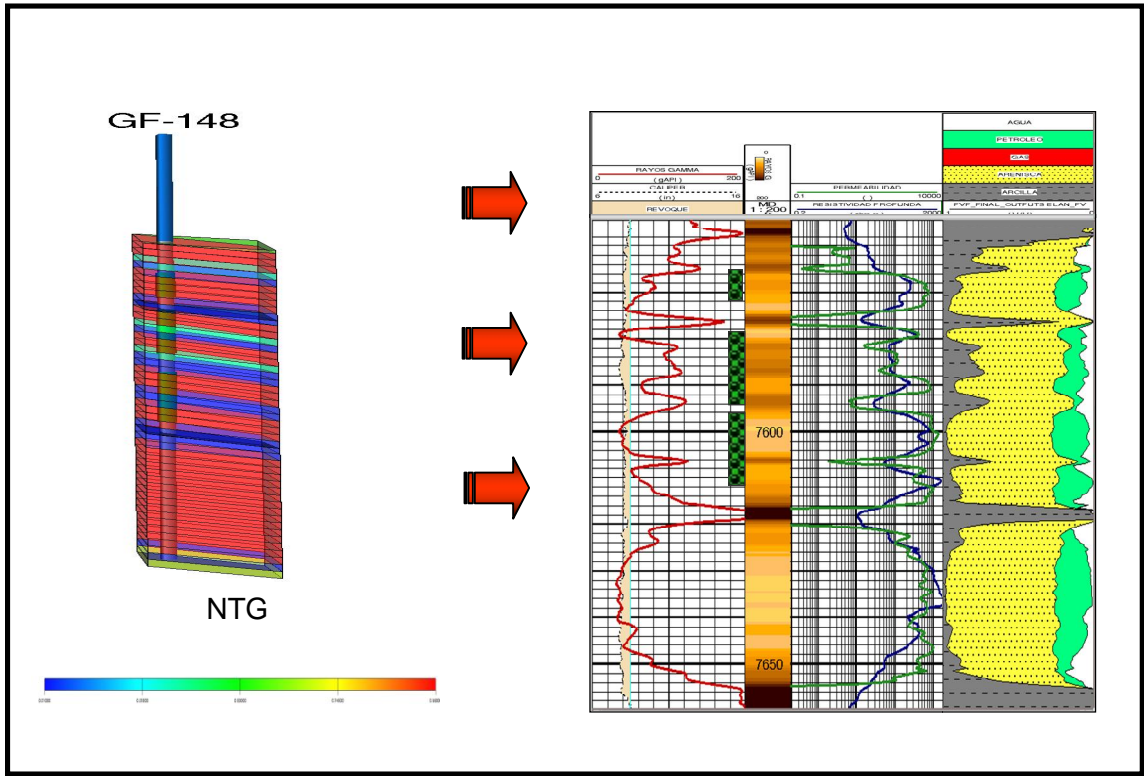 GF-148
NTG
AGUA
PETROLEO
GAS
ARENISCA
ARCILLA
RAYOS GAMMA
0 ( gAPI ) 200
CALIPER
6 (in) 16
REVOQUE
MD
1 : 200
PERMEABILIDAD
0.1 ( ) 10000
RESISTIVIDAD PROFUNDA
0.2 2000
7600
7650